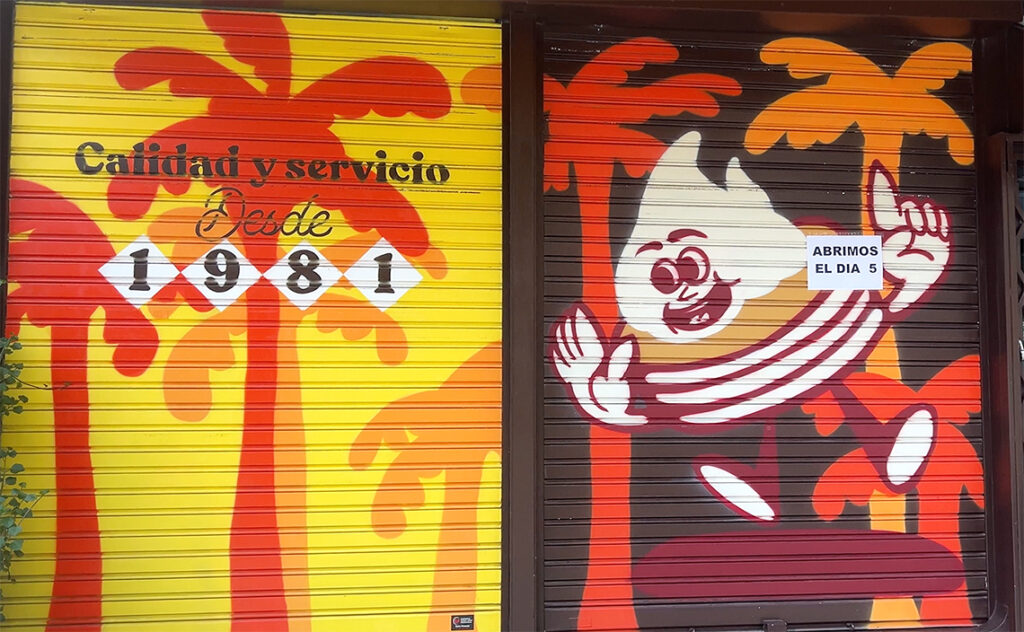 Calidad y servicio
Desde
1981
ABRIMOS
EL DIA 5